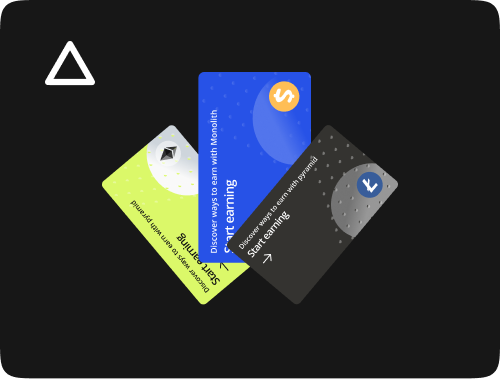 Discover ways to earn with pyramid
Start earning
Discover ways to earn with Monolith.
Start earning
Discover ways to earn with pyramid
Start earning